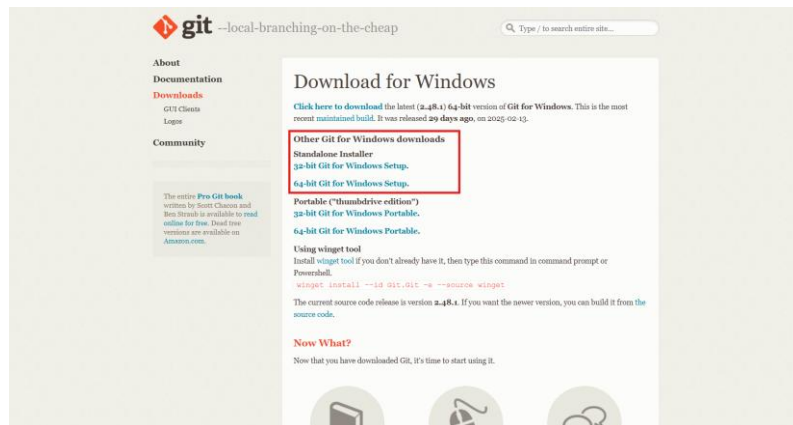 git --local-branching-on-the-cheap
Type / to search entire site...
About
Documentation
Downloads
GUI Clients
Logos
Community
The entire Pro Git book
written by Scott Chacon and
Ben Straub is available to read
online for free. Dead tree
versions are available on
Amazon.com.
Download for Windows
Click here to download the latest (2.48.1) 64-bit version of Git for Windows. This is the most
recent maintained build. It was released 29 days ago, on 2025-02-13.
Other Git for Windows downloads
Standalone Installer
32-bit Git for Windows Setup.
64-bit Git for Windows Setup.
Portable ("thumbdrive edition")
32-bit Git for Windows Portable.
64-bit Git for Windows Portable.
Using winget tool
Install winget tool if you don't already have it, then type this command in command prompt or
Powershell.
winget install --id Git.Git -e --source winget
The current source code release is version 2.48.1. If you want the newer version, you can build it from the
source code.
Now What?
Now that you have downloaded Git, it's time to start using it.